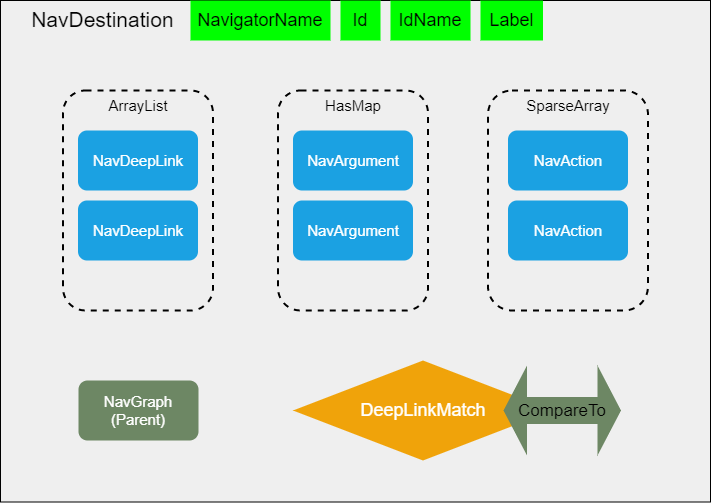 NavDestination NavigatorName Id IdName Label
ArrayList HasMap SparseArray
NavDeepLink NavArgument NavAction
NavDeepLink NavArgument NavAction
NavGraph
(Parent)
DeepLinkMatch CompareTo